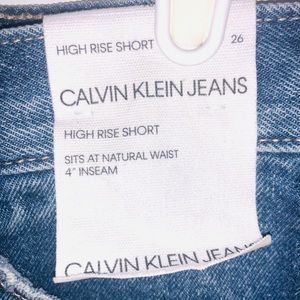 HIGH RISE SHORT 26
CALVIN KLEIN JEANS
HIGH RISE SHORT
SITS AT NATURAL WAIST
4" INSEAM
CALVIN KLEIN JEANS